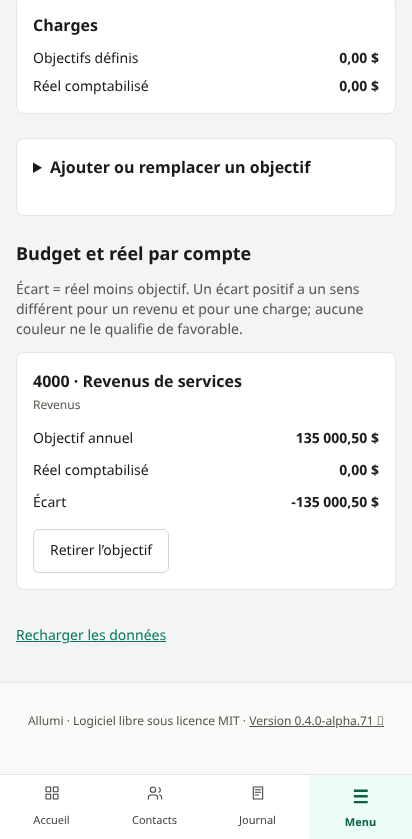 Charges
Objectifs définis 0,00 $
Réel comptabilisé 0,00 $
Ajouter ou remplacer un objectif
Budget et réel par compte
Écart = réel moins objectif. Un écart positif a un sens
différent pour un revenu et pour une charge; aucune
couleur ne le qualifie de favorable.
4000 · Revenus de services
Revenus
Objectif annuel 135 000,50 $
Réel comptabilisé 0,00 $
Écart -135 000,50 $
Retirer l’objectif
Recharger les données
Allumi · Logiciel libre sous licence MIT · Version 0.4.0-alpha.71
Accueil Contacts Journal Menu